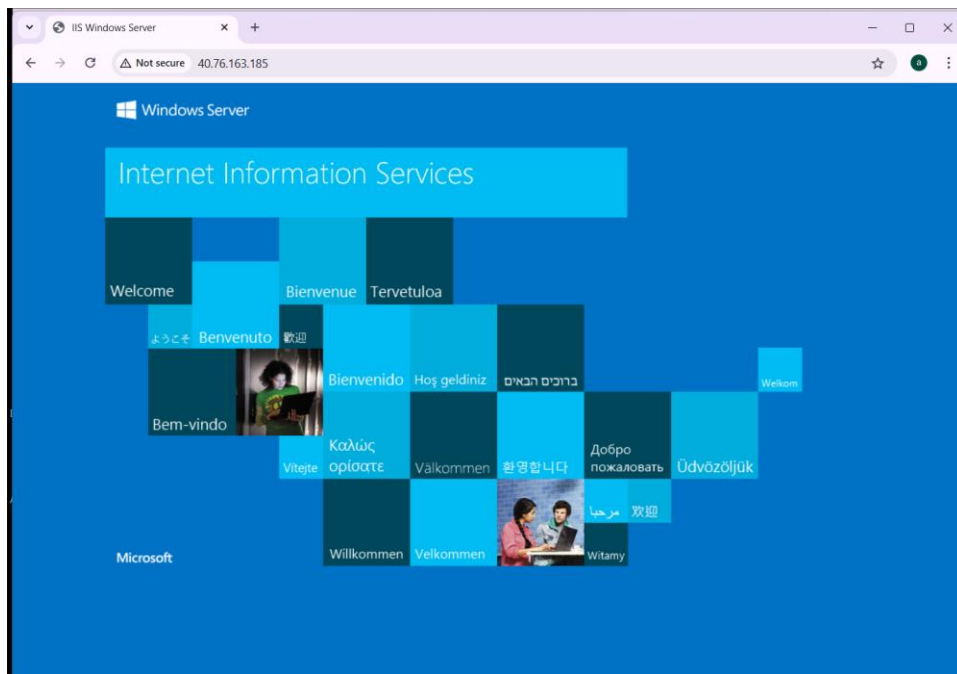 IIS Windows Server
Not secure 40.76.163.185
a
Windows Server
Internet Information Services
Welcome
Bienvenue
Tervetuloa
ようこそ
Benvenuto
歡迎
Bienvenido
Hoş geldiniz
ברוכים הבאים
Welkom
Bem-vindo
Vítejte
Καλώς
ορίσατε
Välkommen
환영합니다
Добро
пожаловать
Üdvözöljük
مرحبا
欢迎
Microsoft
Willkommen
Velkommen
Witamy